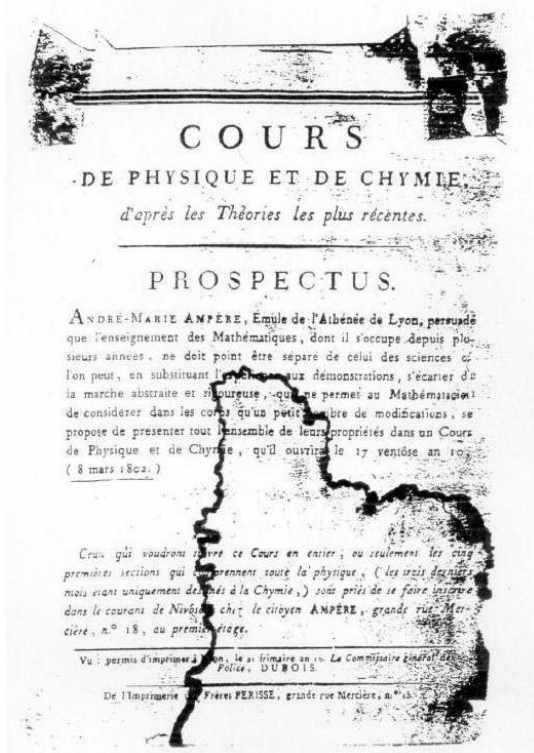 COURS
DE PHYSIQUE ET DE CHYMIE,
d'après les Théories les plus récentes.
PROSPECTUS.
ANDRÉ-MARIE AMPÈRE, Émule de l'Athénée de Lyon, persuadé
que l'enseignement des Mathématiques, dont il s'occupe depuis plu-
sieurs années, ne doit point être séparé de celui des sciences où
l'on peut, en substituant l'expérience aux démonstrations, s'écarter de
la marche abstraite et rigoureuse, qui ne permet au Mathématicien
de considérer dans les corps qu'un petit nombre de modifications, se
propose de presenter tout l'ensemble de leurs propriétés dans un Cours
de Physique et de Chymie, qu'il ouvrira le 17 ventôse an 10.
( 8 mars 1802. )
Ceux qui voudront suivre ce Cours en entier, ou seulement les cinq
premières sections qui comprennent toute la physique, ( les trois derniers
mois étant uniquement destinés à la Chymie, ) sont priés de se faire inscrire
dans le courant de Nivôse chez le citoyen AMPÈRE, grande rue Mer-
cière, n.° 18, au premier étage.
Vu : permis d'imprimer à Lyon, le 21 frimaire an 10. Le Commissaire général de
Police, DUBOIS.
De l'Imprimerie Frères PERISSE, grande rue Mercière, n.° 15.